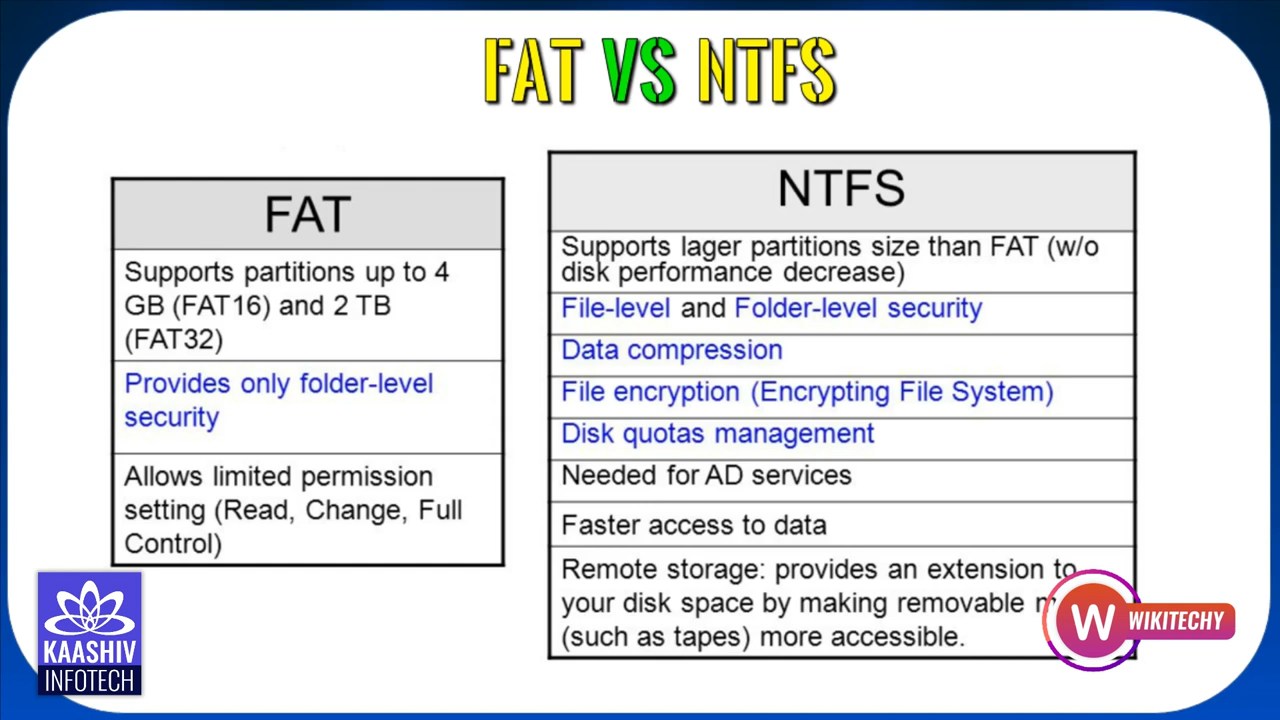 FAT VS NTFS
FAT
Supports partitions up to 4
GB (FAT16) and 2 TB
(FAT32)
Provides only folder-level
security
Allows limited permission
setting (Read, Change, Full
Control)
NTFS
Supports lager partitions size than FAT (w/o
disk performance decrease)
File-level and Folder-level security
Data compression
File encryption (Encrypting File System)
Disk quotas management
Needed for AD services
Faster access to data
Remote storage: provides an extension to
your disk space by making removable
(such as tapes) more accessible.
KAASHIV
INFOTECH
W WIKITECHY